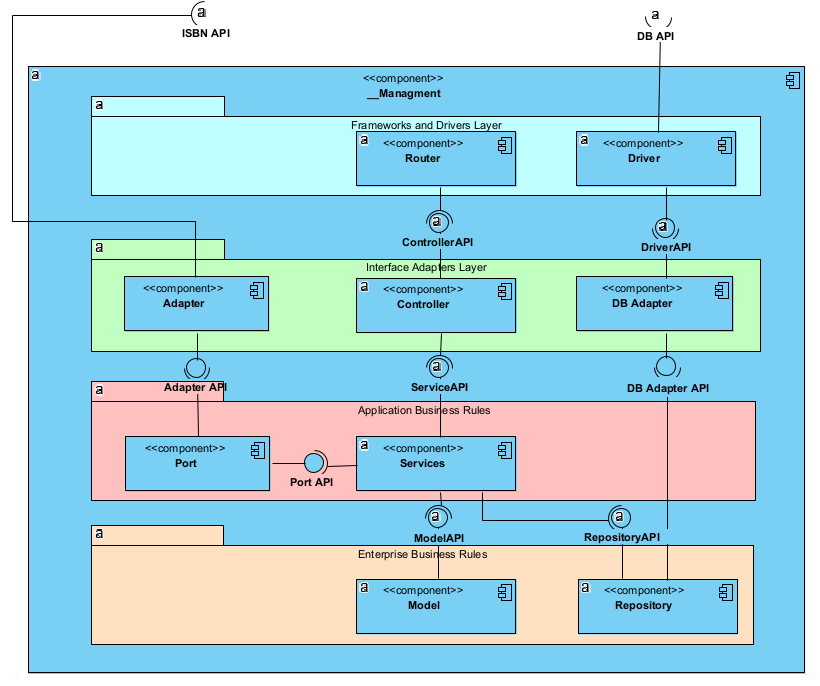 a
ISBN API
a
DB API
a
<<component>>
__Managment
a
Frameworks and Drivers Layer
a
<<component>>
Router
a
<<component>>
Driver
a
ControllerAPI
a
DriverAPI
a
Interface Adapters Layer
<<component>>
Adapter
a
<<component>>
Controller
<<component>>
DB Adapter
Adapter API
a
ServiceAPI
DB Adapter API
a
Application Business Rules
<<component>>
Port
Port API
a
<<component>>
Services
a
ModelAPI
a
RepositoryAPI
a
Enterprise Business Rules
a
<<component>>
Model
a
<<component>>
Repository